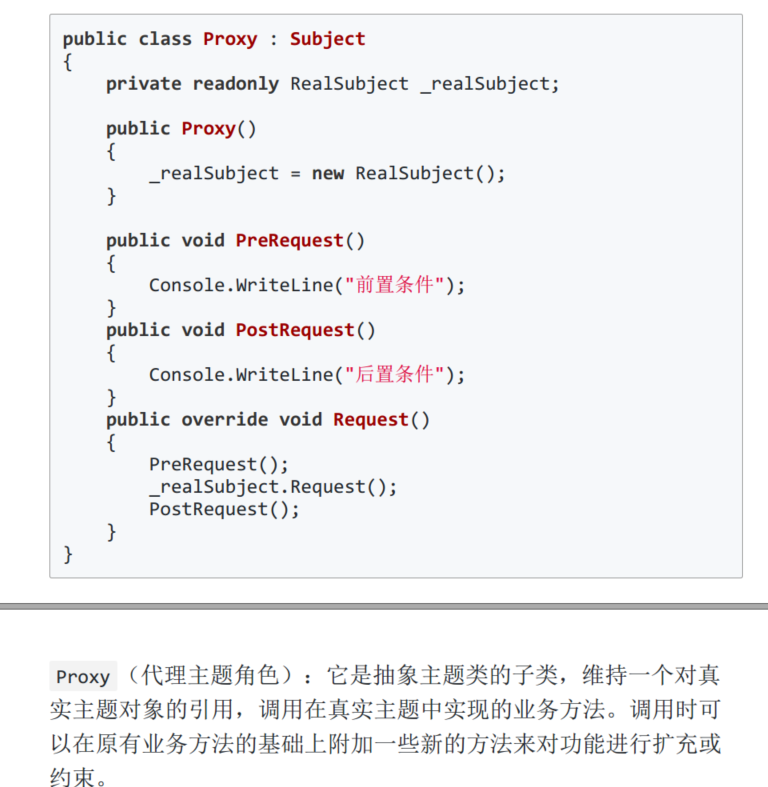 public class Proxy : Subject
{
    private readonly RealSubject _realSubject;
    public Proxy()
    {
        _realSubject = new RealSubject();
    }
    public void PreRequest()
    {
        Console.WriteLine("前置条件");
    }
    public void PostRequest()
    {
        Console.WriteLine("后置条件");
    }
    public override void Request()
    {
        PreRequest();
        _realSubject.Request();
        PostRequest();
    }
}
Proxy（代理主题角色）：它是抽象主题类的子类，维持一个对真
实主题对象的引用，调用在真实主题中实现的业务方法。调用时可
以在原有业务方法的基础上附加一些新的方法来对功能进行扩充或
约束。